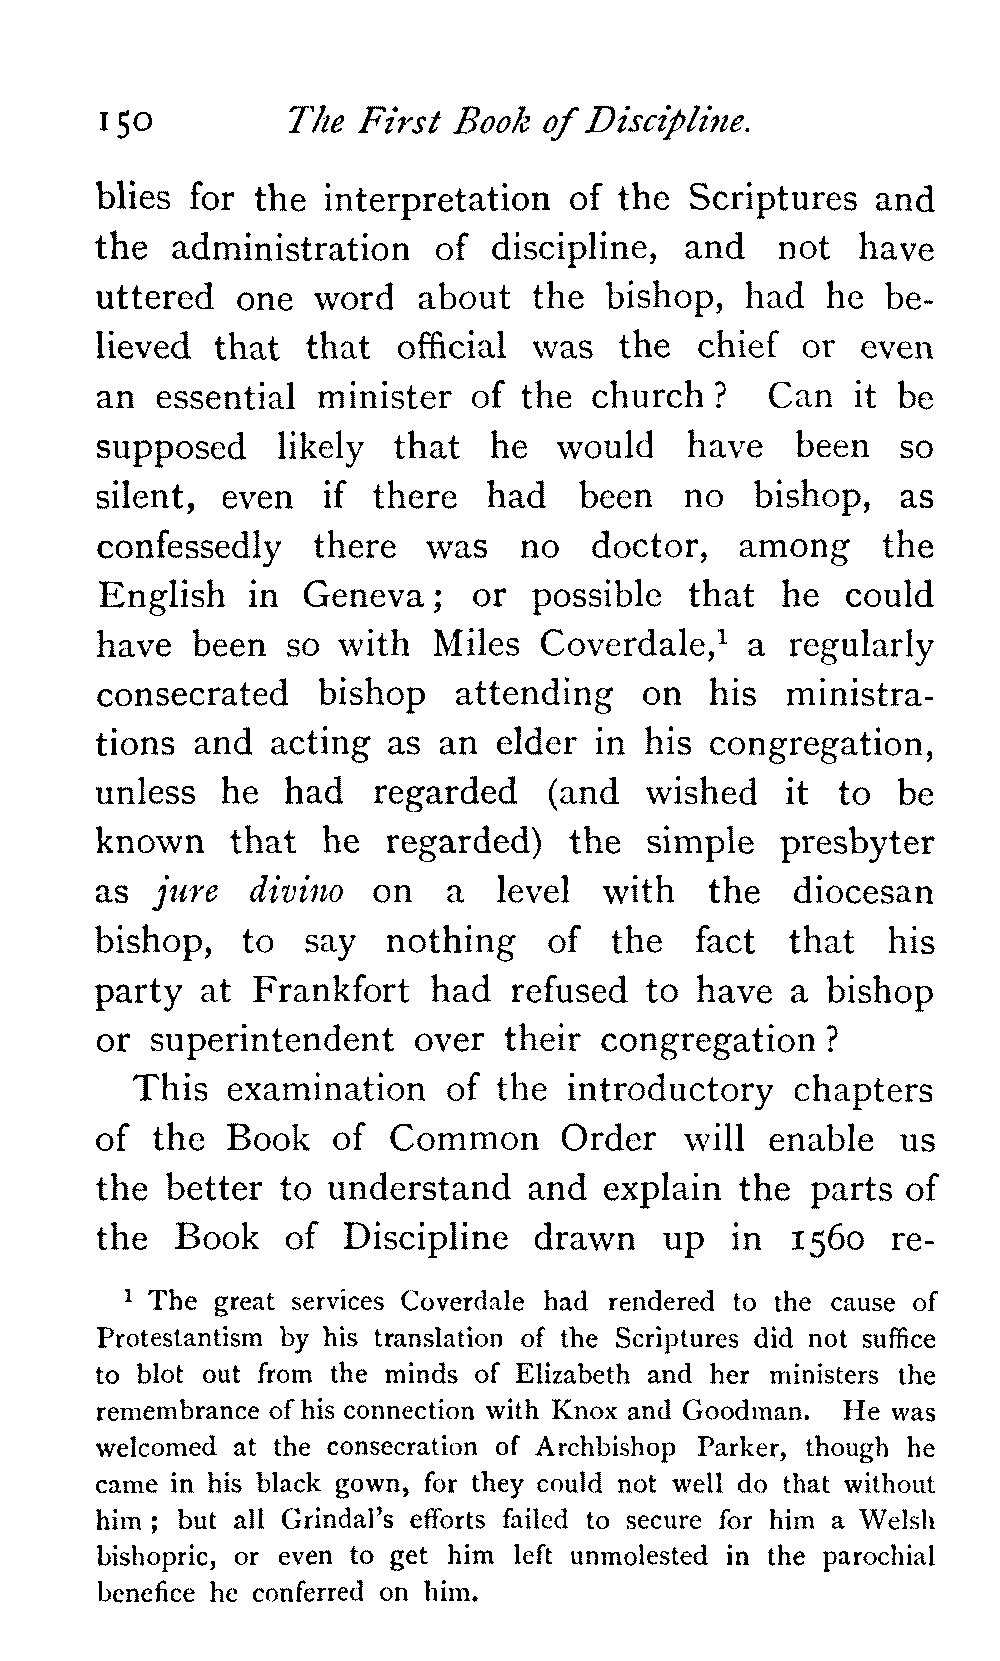 150 The First Book of Discipline.
blies for the interpretation of the Scriptures and
the administration of discipline, and not have
uttered one word about the bishop, had he be-
lieved that that official was the chief or even
an essential minister of the church ? Can it be
supposed likely that he would have been so
silent, even if there had been no bishop, as
confessedly there was no doctor, among the
English in Geneva ; or possible that he could
have been so with Miles Coverdale,¹ a regularly
consecrated bishop attending on his ministra-
tions and acting as an elder in his congregation,
unless he had regarded (and wished it to be
known that he regarded) the simple presbyter
as jure divino on a level with the diocesan
bishop, to say nothing of the fact that his
party at Frankfort had refused to have a bishop
or superintendent over their congregation ?
This examination of the introductory chapters
of the Book of Common Order will enable us
the better to understand and explain the parts of
the Book of Discipline drawn up in 1560 re-
¹ The great services Coverdale had rendered to the cause of
Protestantism by his translation of the Scriptures did not suffice
to blot out from the minds of Elizabeth and her ministers the
remembrance of his connection with Knox and Goodman. He was
welcomed at the consecration of Archbishop Parker, though he
came in his black gown, for they could not well do that without
him ; but all Grindal's efforts failed to secure for him a Welsh
bishopric, or even to get him left unmolested in the parochial
benefice he conferred on him.